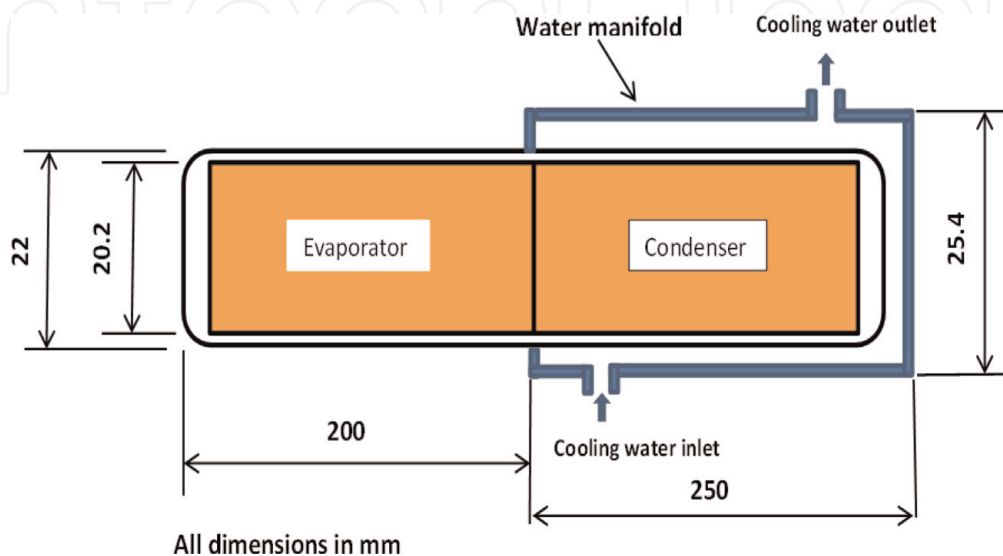 Water manifold
Cooling water outlet
22
20.2
Evaporator
Condenser
25.4
200
Cooling water inlet
250
All dimensions in mm